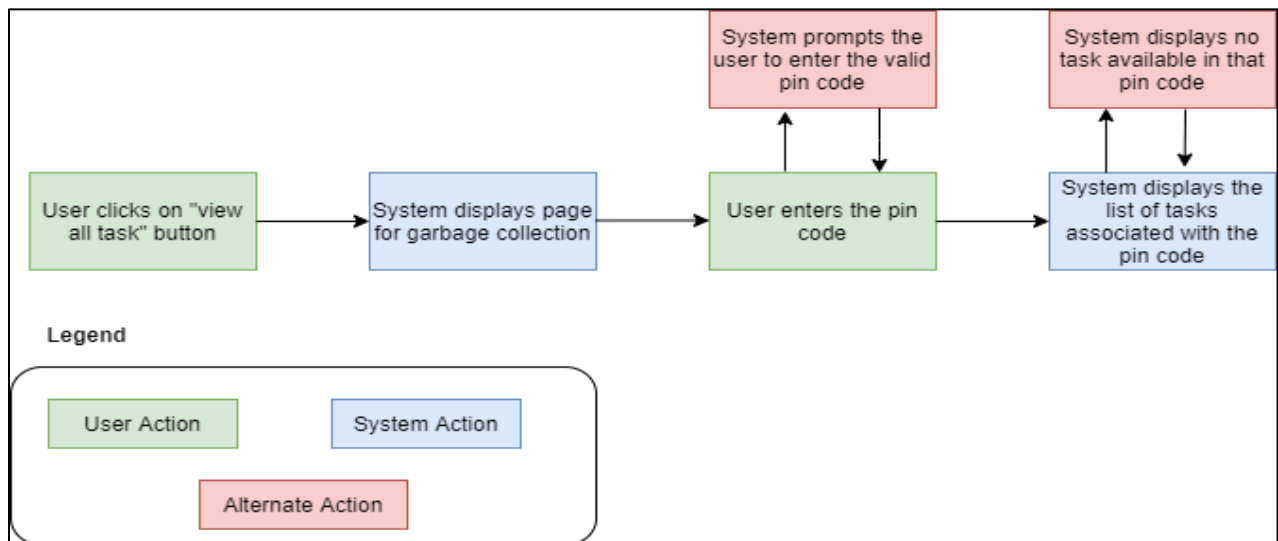 System prompts the
user to enter the valid
pin code
System displays no
task available in that
pin code
User clicks on "view
all task" button
System displays page
for garbage collection
User enters the pin
code
System displays the
list of tasks
associated with the
pin code
Legend
User Action
System Action
Alternate Action